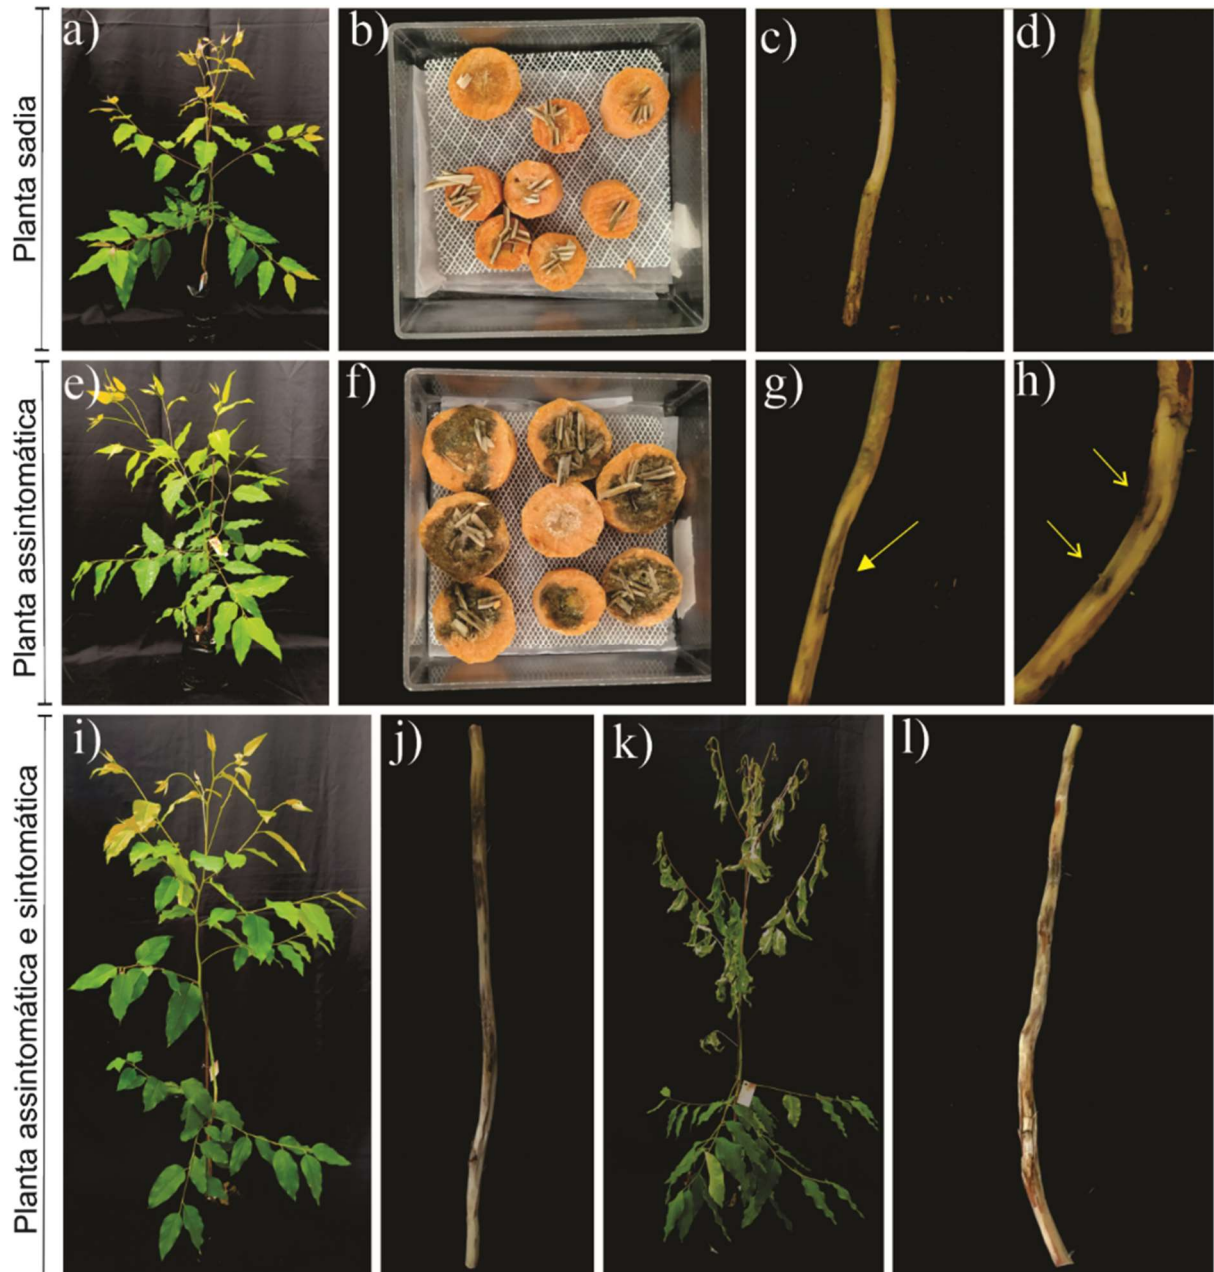 Planta sadia
a)
b)
c)
d)
Planta assintomática
e)
f)
g)
h)
Planta assintomática e sintomática
i)
j)
k)
l)